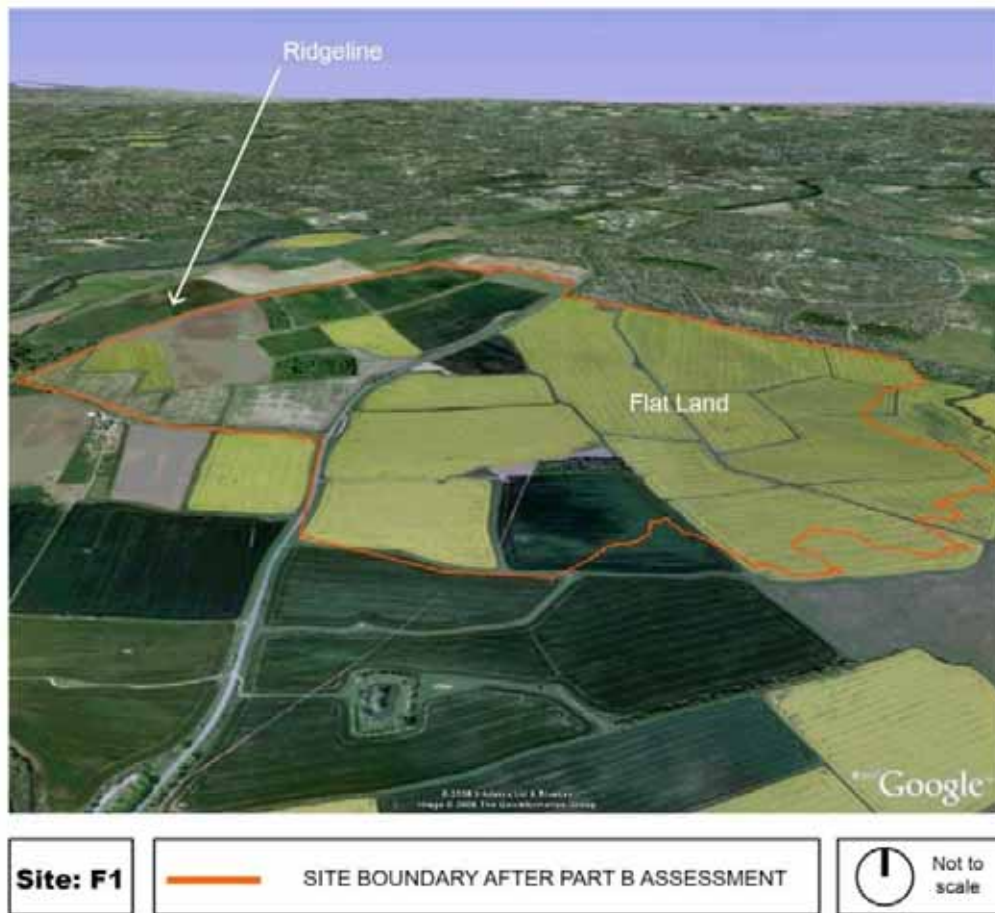 Ridgeline
Flat Land
Google
Site: F1
SITE BOUNDARY AFTER PART B ASSESSMENT
Not to
scale